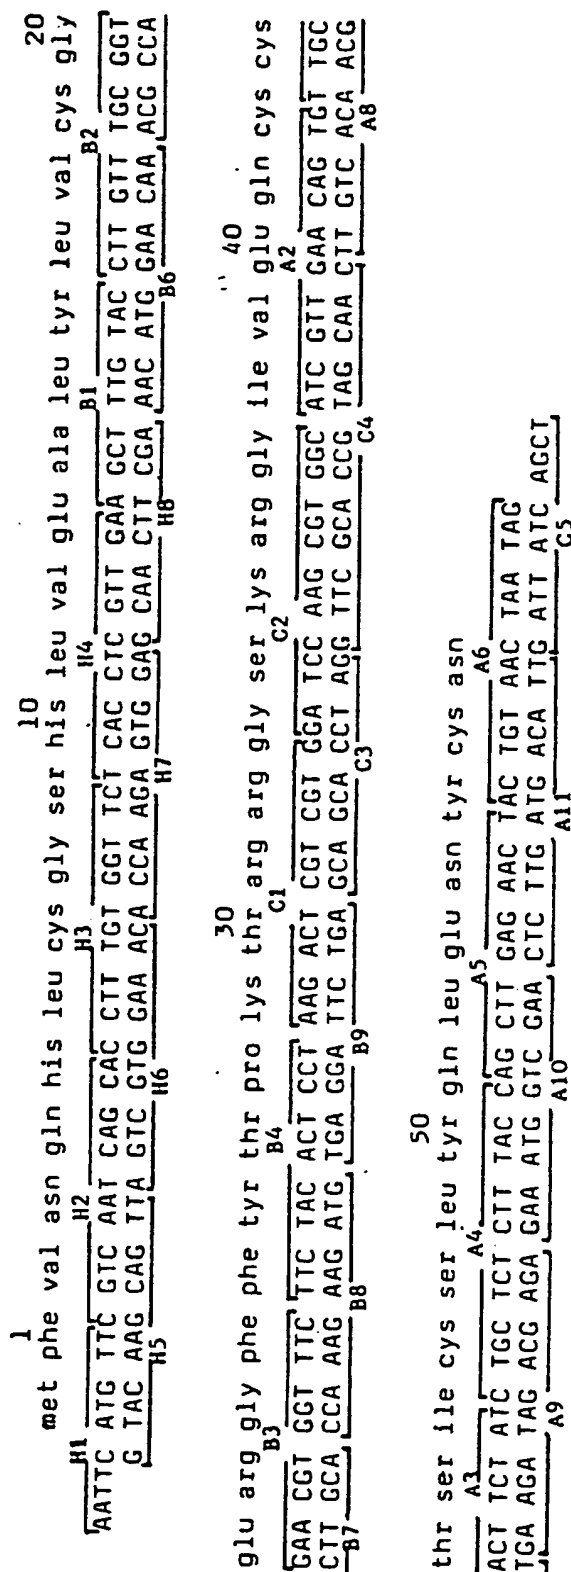 1 10 20
met phe val asn gln his leu cys gly ser his leu val glu ala leu tyr leu val cys gly
H1 H2 H3 H4 B1 B2
AATTC ATG TTC GTC AAT CAG CAC CTT TGT GGT TCT CAC CTC GTT GAA GCT TTG TAC CTT GTT TGC GGT
G TAC AAG CAG TTA GTC GTG GAA ACA CCA AGA GTG GAG CAA CTT CGA AAC ATG GAA CAA ACG CCA
H5 H6 H7 H8 B6
30 40
glu arg gly phe phe tyr thr pro lys thr arg arg gly ser lys arg gly ile val glu gln cys cys
B3 B4 C1 C2 A2
GAA CGT GGT TTC TTC TAC ACT CCT AAG ACT CGT CGT GGA TCC AAG CGT GGC ATC GTT GAA CAG TGT TGC
CTT GCA CCA AAG AAG ATG TGA GGA TTC TGA GCA GCA CCT AGG TTC GCA CCG TAG CAA CTT GTC ACA ACG
B7 B8 B9 C3 C4 A8
50
thr ser ile cys ser leu tyr gln leu glu asn tyr cys asn
A3 A4 A5 A6
ACT TCT ATC TGC TCT CTT TAC CAG CTT GAG AAC TAC TGT AAC TAA TAG
TGA AGA TAG ACG AGA GAA ATG GTC GAA CTC TTG ATG ACA TTG ATT ATC AGCT
A9 A10 A11 C5